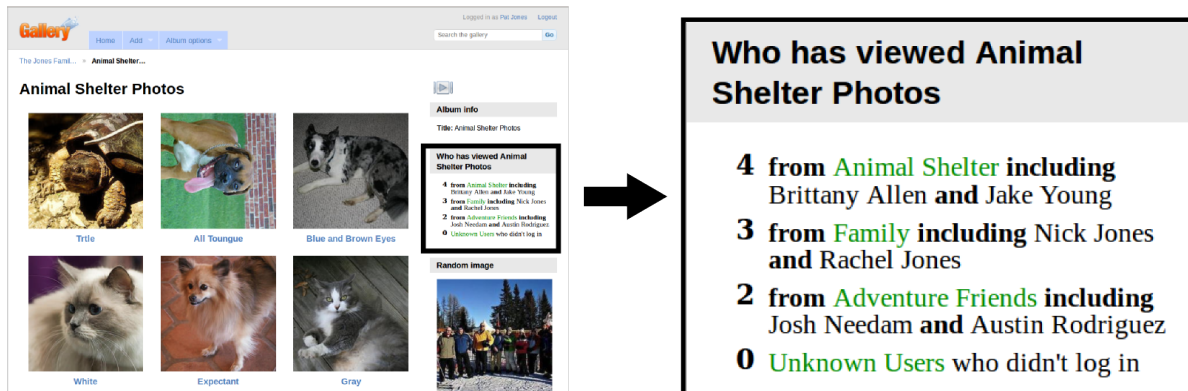 Gallery
Logged in as Pat Jones Logout
Home Add Album options
Search the gallery Go
The Jones Famil... » Animal Shelter...
Animal Shelter Photos
Trtle
All Toungue
Blue and Brown Eyes
White
Expectant
Gray
Album info
Title: Animal Shelter Photos
Who has viewed Animal
Shelter Photos
4 from Animal Shelter including
Brittany Allen and Jake Young
3 from Family including Nick Jones
and Rachel Jones
2 from Adventure Friends including
Josh Needam and Austin Rodriguez
0 Unknown Users who didn't log in
Random image
Who has viewed Animal
Shelter Photos
4 from Animal Shelter including
Brittany Allen and Jake Young
3 from Family including Nick Jones
and Rachel Jones
2 from Adventure Friends including
Josh Needam and Austin Rodriguez
0 Unknown Users who didn't log in